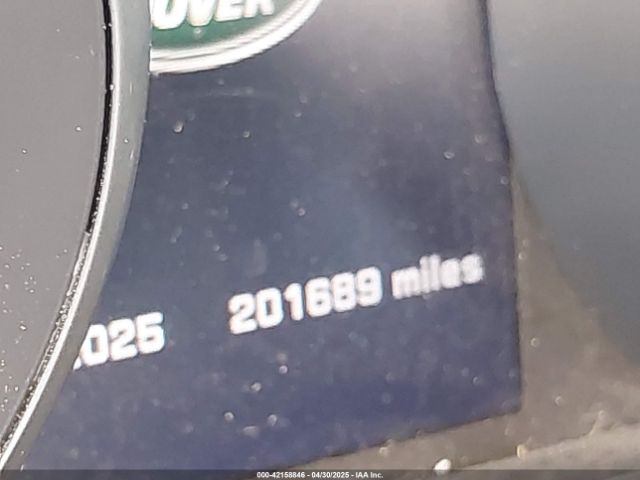 OVER
.025 201689 miles
000-42158846 - 04/30/2025 - IAA Inc.